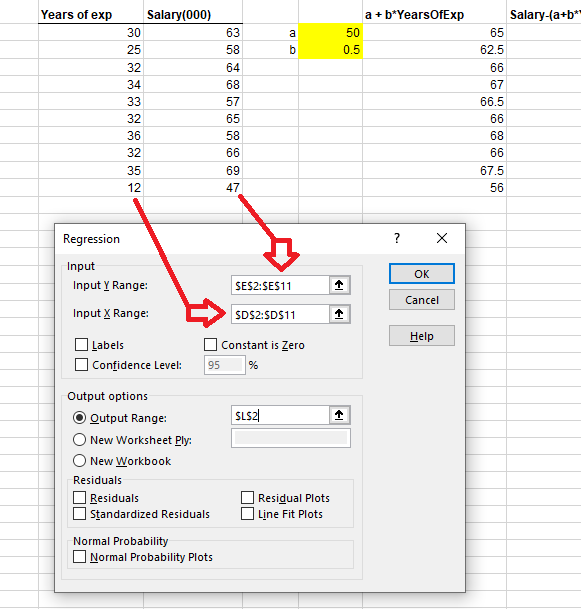 Years of exp Salary(000) a + b*YearsOfExp Salary-(a+b*Y
30 63 a 50 65
25 58 b 0.5 62.5
32 64 66
34 68 67
33 57 66.5
32 65 66
36 58 68
32 66 66
35 69 67.5
12 47 56
Regression ? X
Input
Input Y Range: $E$2:$E$11 OK
Input X Range: $D$2:$D$11 Cancel
Labels Constant is Zero Help
Confidence Level: 95 %
Output options
Output Range: $L$2
New Worksheet Ply:
New Workbook
Residuals
Residuals Residual Plots
Standardized Residuals Line Fit Plots
Normal Probability
Normal Probability Plots